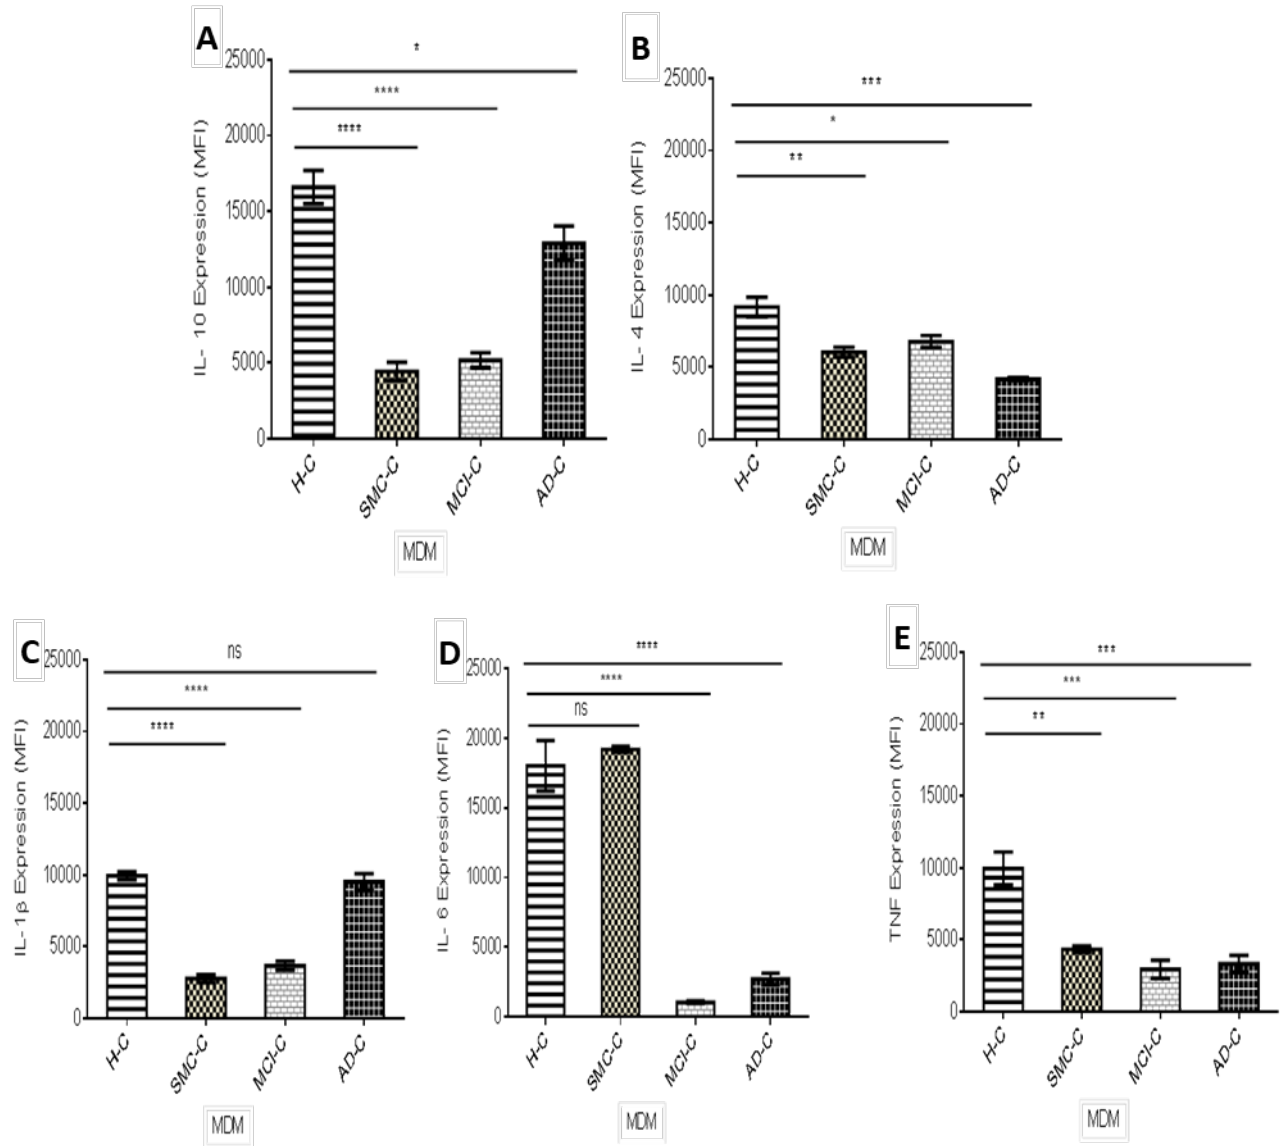 A
*
****
****
IL- 10 Expression (MFI)
25000
20000
15000
10000
5000
0
H-C
SMC-C
MCI-C
AD-C
MDM
B
***
*
**
IL- 4 Expression (MFI)
25000
20000
15000
10000
5000
0
H-C
SMC-C
MCI-C
AD-C
MDM
C
ns
****
****
IL-1β Expression (MFI)
25000
20000
15000
10000
5000
0
H-C
SMC-C
MCI-C
AD-C
MDM
D
****
****
ns
IL- 6 Expression (MFI)
25000
20000
15000
10000
5000
0
H-C
SMC-C
MCI-C
AD-C
MDM
E
***
***
**
TNF Expression (MFI)
25000
20000
15000
10000
5000
0
H-C
SMC-C
MCI-C
AD-C
MDM